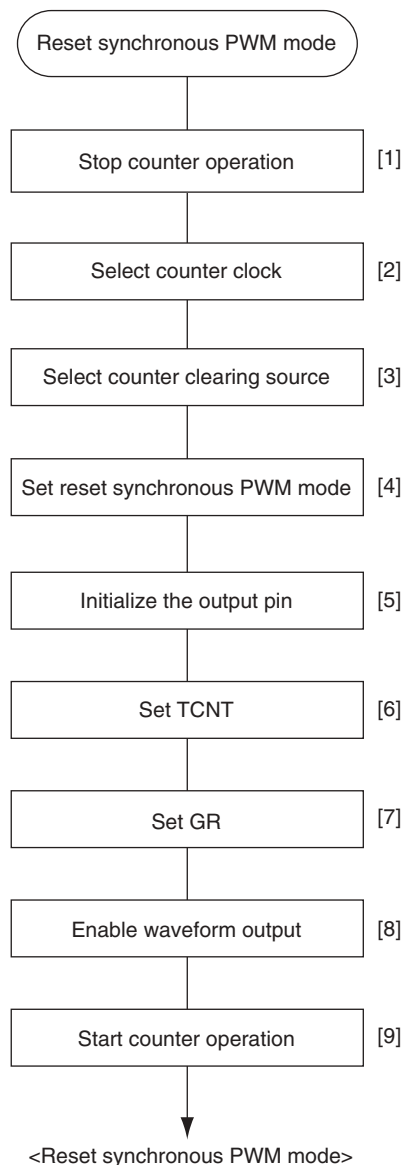 Reset synchronous PWM mode
Stop counter operation [1]
Select counter clock [2]
Select counter clearing source [3]
Set reset synchronous PWM mode [4]
Initialize the output pin [5]
Set TCNT [6]
Set GR [7]
Enable waveform output [8]
Start counter operation [9]
<Reset synchronous PWM mode>